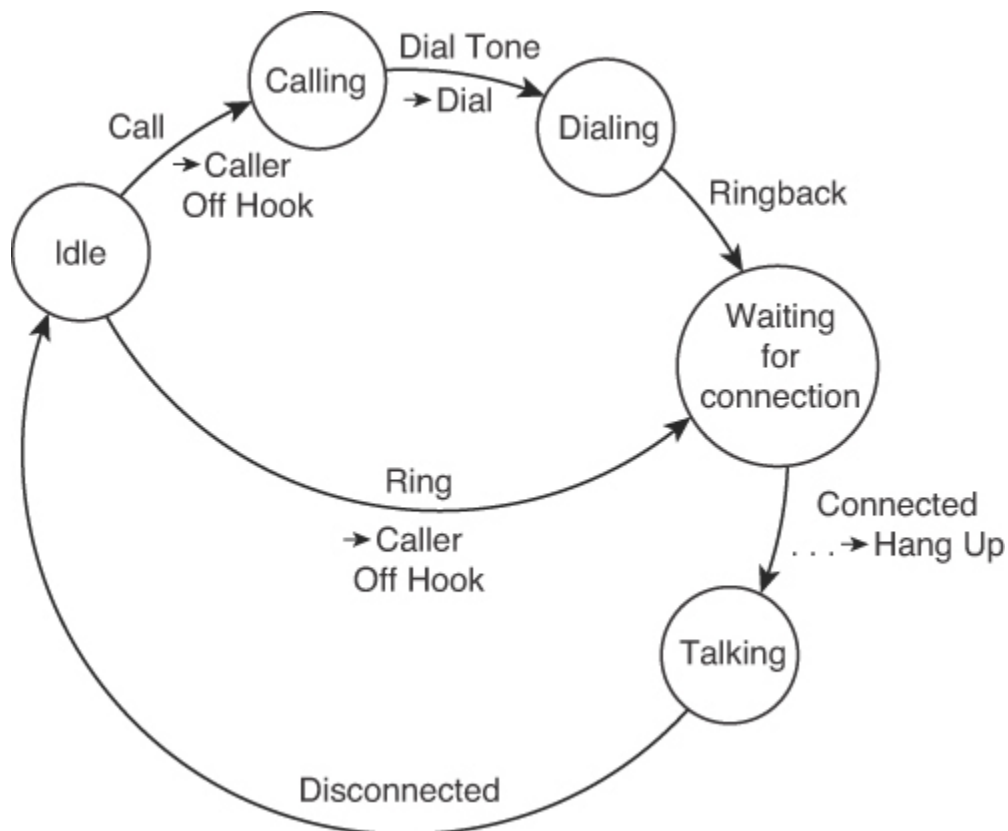 Dial Tone
Calling
→ Dial
Dialing
Call
→ Caller
Off Hook
Ringback
Idle
Waiting
for
connection
Ring
→ Caller
Off Hook
Connected
. . . → Hang Up
Talking
Disconnected